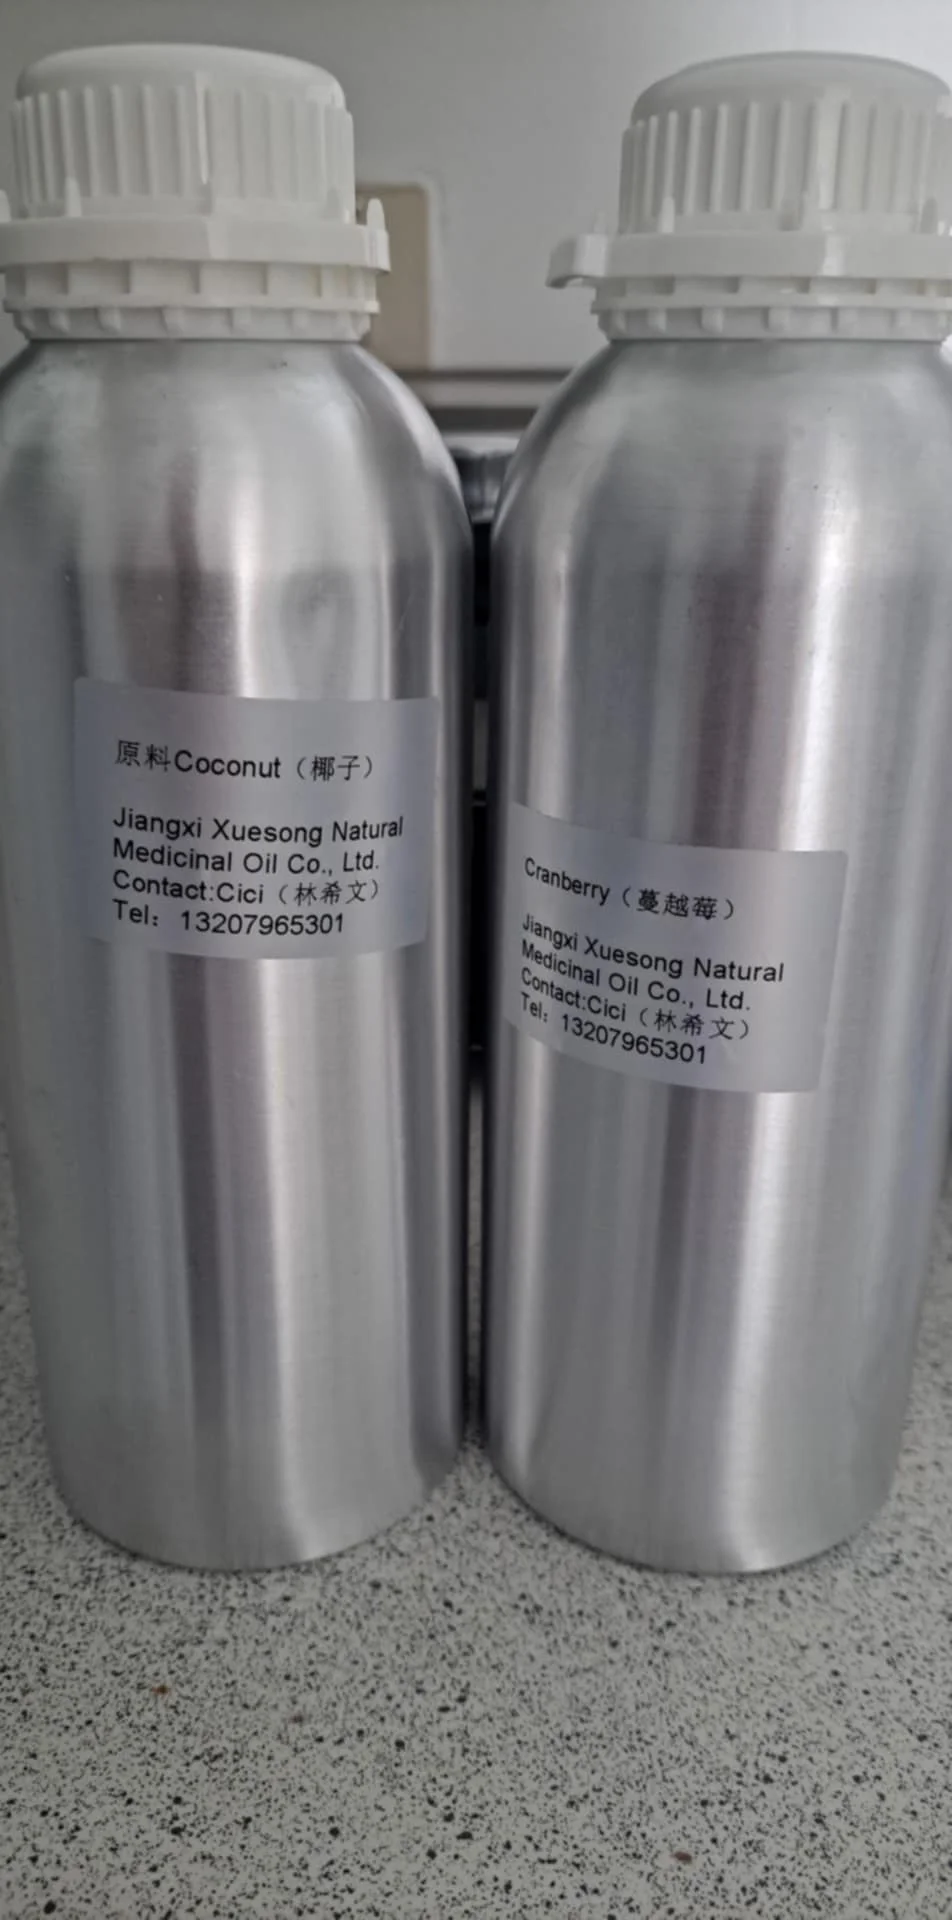 原料Coconut（椰子）
Jiangxi Xuesong Natural
Medicinal Oil Co., Ltd.
Contact:Cici（林希文）
Tel：13207965301
Cranberry（蔓越莓）
Jiangxi Xuesong Natural
Medicinal Oil Co., Ltd.
Contact:Cici（林希文）
Tel：13207965301